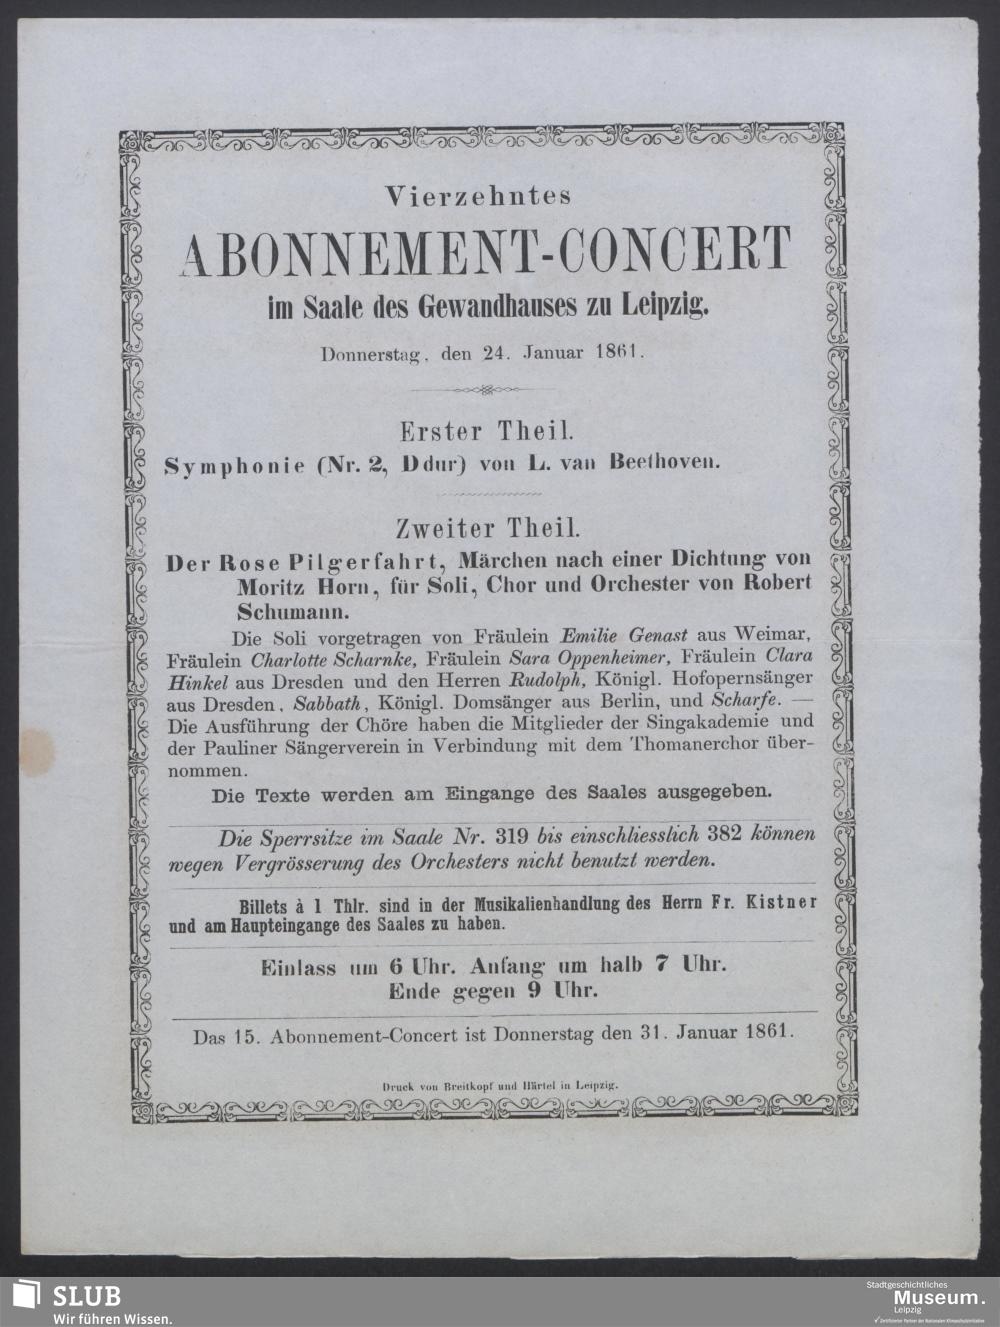 Vierzehntes
ABONNEMENT-CONCERT
im Saale des Gewandhauses zu Leipzig.
Donnerstag, den 24. Januar 1861.
Erster Theil.
Symphonie (Nr. 2, Ddur) von L. van Beethoven.
Zweiter Theil.
Der Rose Pilgerfahrt, Märchen nach einer Dichtung von
Moritz Horn, für Soli, Chor und Orchester von Robert
Schumann.
Die Soli vorgetragen von Fräulein Emilie Genast aus Weimar,
Fräulein Charlotte Scharnke, Fräulein Sara Oppenheimer, Fräulein Clara
Hinkel aus Dresden und den Herren Rudolph, Königl. Hofopernsänger
aus Dresden, Sabbath, Königl. Domsänger aus Berlin, und Scharfe. —
Die Ausführung der Chöre haben die Mitglieder der Singakademie und
der Pauliner Sängerverein in Verbindung mit dem Thomanerchor über-
nommen.
Die Texte werden am Eingange des Saales ausgegeben.
Die Sperrsitze im Saale Nr. 319 bis einschliesslich 382 können
wegen Vergrösserung des Orchesters nicht benutzt werden.
Billets à 1 Thlr. sind in der Musikalienhandlung des Herrn Fr. Kistner
und am Haupteingange des Saales zu haben.
Einlass um 6 Uhr. Anfang um halb 7 Uhr.
Ende gegen 9 Uhr.
Das 15. Abonnement-Concert ist Donnerstag den 31. Januar 1861.
Druck von Breitkopf und Härtel in Leipzig.
SLUB
Wir führen Wissen.
Stadtgeschichtliches
Museum.
Leipzig
Zertifizierter Partner der Nationalen Klimaschutzinitiative